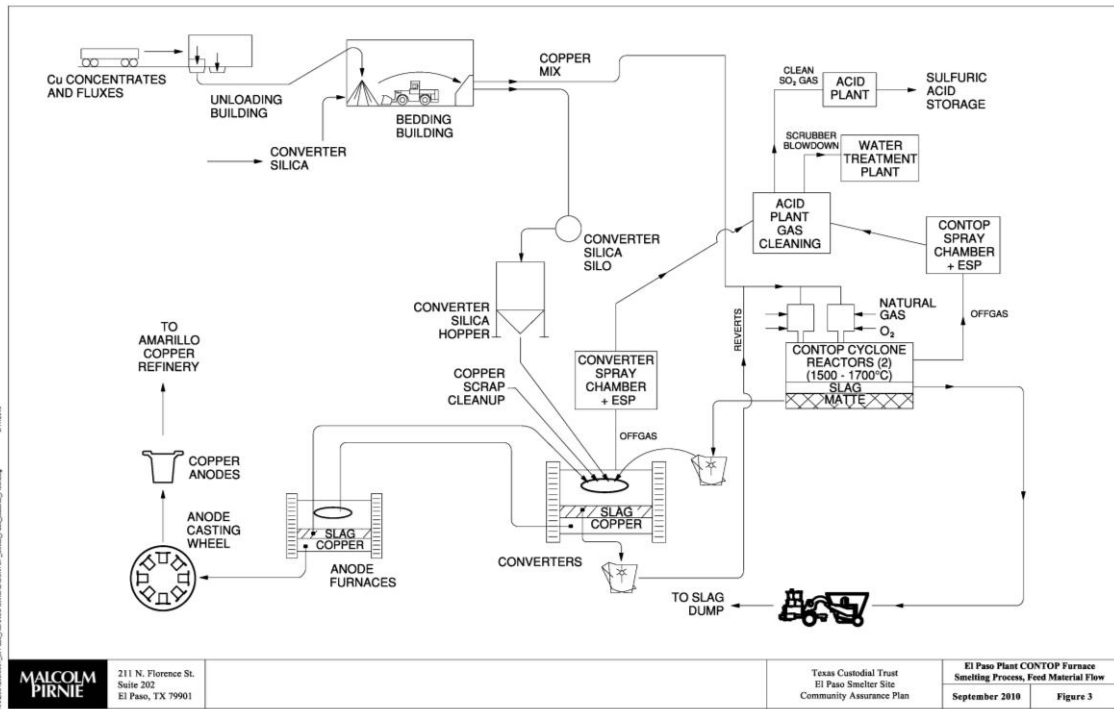 Cu CONCENTRATES
AND FLUXES
UNLOADING
BUILDING
CONVERTER
SILICA
BEDDING
BUILDING
COPPER
MIX
CLEAN
SO₂ GAS
ACID
PLANT
SULFURIC
ACID
STORAGE
SCRUBBER
BLOWDOWN
WATER
TREATMENT
PLANT
ACID
PLANT
GAS
CLEANING
CONTOP
SPRAY
CHAMBER
+ ESP
CONVERTER
SILICA
SILO
CONVERTER
SILICA
HOPPER
REVERTS
NATURAL
GAS
O₂
OFFGAS
CONTOP CYCLONE
REACTORS (2)
(1500 - 1700°C)
SLAG
MATTE
TO
AMARILLO
COPPER
REFINERY
COPPER
SCRAP
CLEANUP
CONVERTER
SPRAY
CHAMBER
+ ESP
OFFGAS
COPPER
ANODES
ANODE
CASTING
WHEEL
SLAG
COPPER
ANODE
FURNACES
SLAG
COPPER
CONVERTERS
TO SLAG
DUMP
MALCOLM
PIRNIE
211 N. Florence St.
Suite 202
El Paso, TX 79901
Texas Custodial Trust
El Paso Smelter Site
Community Assurance Plan
El Paso Plant CONTOP Furnace
Smelting Process, Feed Material Flow
September 2010
Figure 3